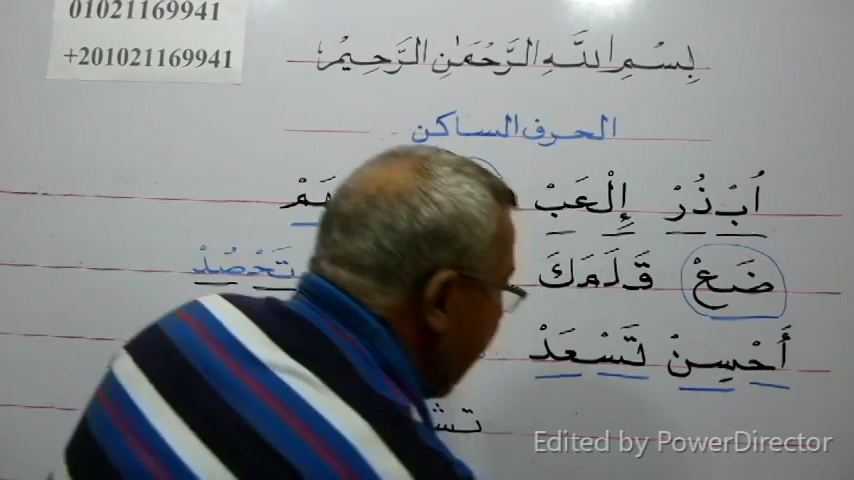 01021169941
+201021169941
بِسْمِ اللَّهِ الرَّحْمَٰنِ الرَّحِيمِ
الحرف الساكن
اُبْذُرْ إِلْعَبْ
ضَعْ قَلَمَكَ تَحْصُدْ
أَحْسِنْ تَسْعَدْ
Edited by PowerDirector